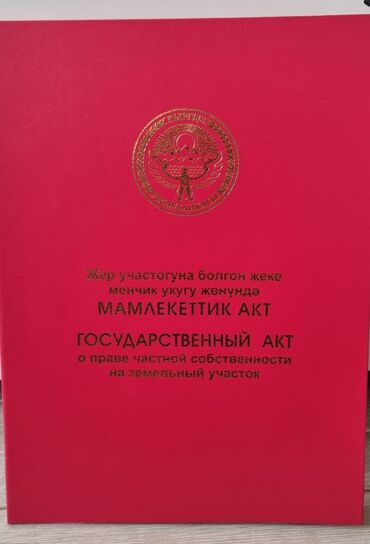 Жер участогуна болгон жеке
менчик укугу жөнүндө
МАМЛЕКЕТТИК АКТ
ГОСУДАРСТВЕННЫЙ АКТ
о праве частной собственности
на земельный участок